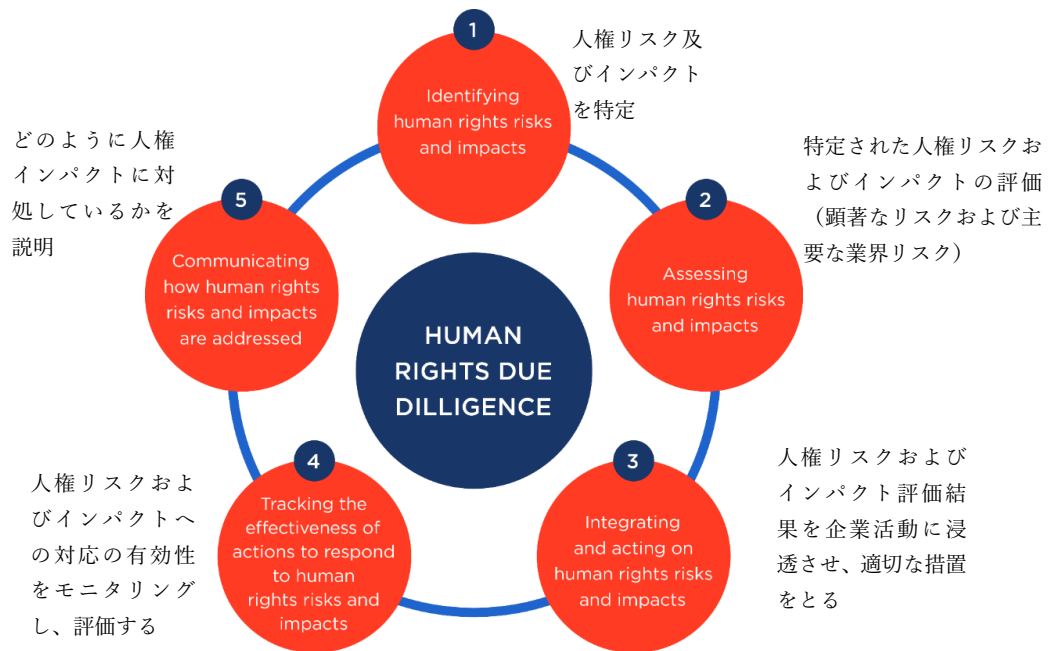 1
Identifying
human rights risks
and impacts
人権リスク及
びインパクト
を特定
2
Assessing
human rights risks
and impacts
特定された人権リスクお
よびインパクトの評価
（顕著なリスクおよび主
要な業界リスク）
3
Integrating
and acting on
human rights risks
and impacts
人権リスクおよび
インパクト評価結
果を企業活動に浸
透させ、適切な措置
をとる
4
Tracking the
effectiveness of
actions to respond
to human
rights risks and
impacts
人権リスクおよ
びインパクトへ
の対応の有効性
をモニタリング
し、評価する
5
Communicating
how human rights
risks and impacts
are addressed
どのように人権
インパクトに対
処しているかを
説明
HUMAN
RIGHTS DUE
DILLIGENCE